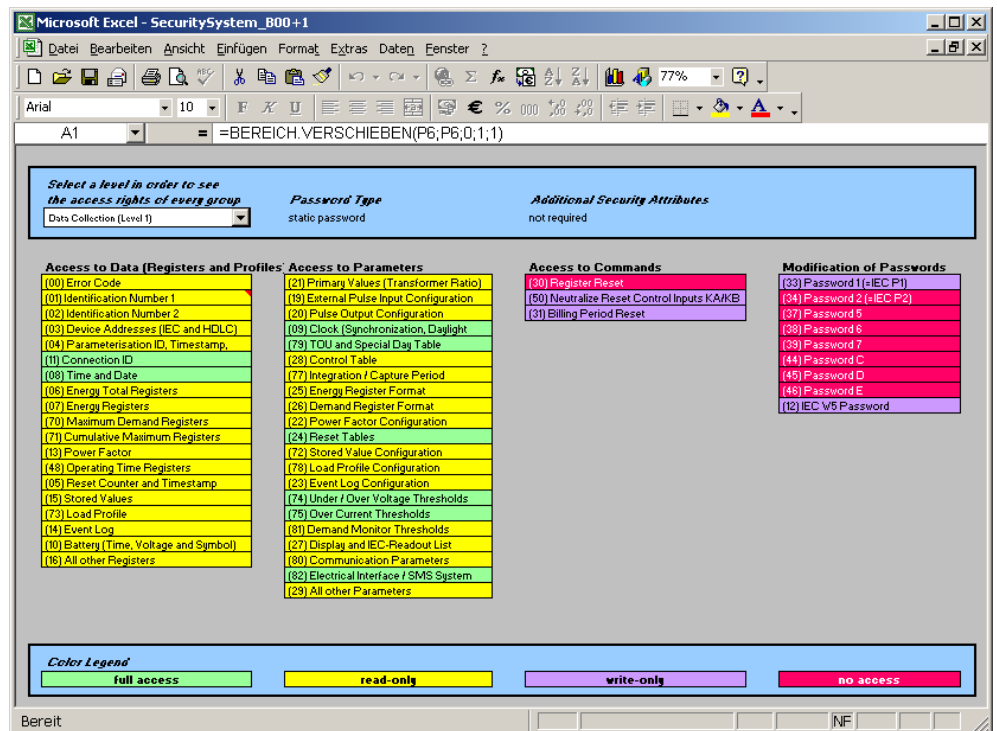 Microsoft Excel - SecuritySystem_B00+1
Datei Bearbeiten Ansicht Einfügen Format Extras Daten Fenster ?
77%
Arial 10 F K U € % 000
A1 = =BEREICH.VERSCHIEBEN(P6;P6;0;1;1)
Select a level in order to see
the access rights of every group Password Type Additional Security Attributes
Data Collection (Level 1) static password not required
Access to Data (Registers and Profiles)
(00) Error Code
(01) Identification Number 1
(02) Identification Number 2
(03) Device Addresses (IEC and HDLC)
(04) Parameterisation ID, Timestamp,
(11) Connection ID
(08) Time and Date
(06) Energy Total Registers
(07) Energy Registers
(70) Maximum Demand Registers
(71) Cumulative Maximum Registers
(13) Power Factor
(48) Operating Time Registers
(05) Reset Counter and Timestamp
(15) Stored Values
(73) Load Profile
(14) Event Log
(10) Battery (Time, Voltage and Symbol)
(16) All other Registers
Access to Parameters
(21) Primary Values (Transformer Ratio)
(19) External Pulse Input Configuration
(20) Pulse Output Configuration
(09) Clock (Synchronization, Daylight
(79) TOU and Special Day Table
(28) Control Table
(77) Integration / Capture Period
(25) Energy Register Format
(26) Demand Register Format
(22) Power Factor Configuration
(24) Reset Tables
(72) Stored Value Configuration
(78) Load Profile Configuration
(23) Event Log Configuration
(74) Under / Over Voltage Thresholds
(75) Over Current Thresholds
(81) Demand Monitor Thresholds
(27) Display and IEC-Readout List
(80) Communication Parameters
(82) Electrical Interface / SMS System
(29) All other Parameters
Access to Commands
(30) Register Reset
(50) Neutralize Reset Control Inputs KA/KB
(31) Billing Period Reset
Modification of Passwords
(33) Password 1 (=IEC P1)
(34) Password 2 (=IEC P2)
(37) Password 5
(38) Password 6
(39) Password 7
(44) Password C
(45) Password D
(46) Password E
(12) IEC W5 Password
Color Legend
full access read-only write-only no access
Bereit NF